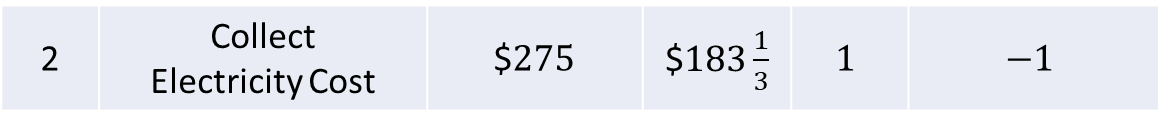 2 Collect Electricity Cost $275 $183 1/3 1 −1